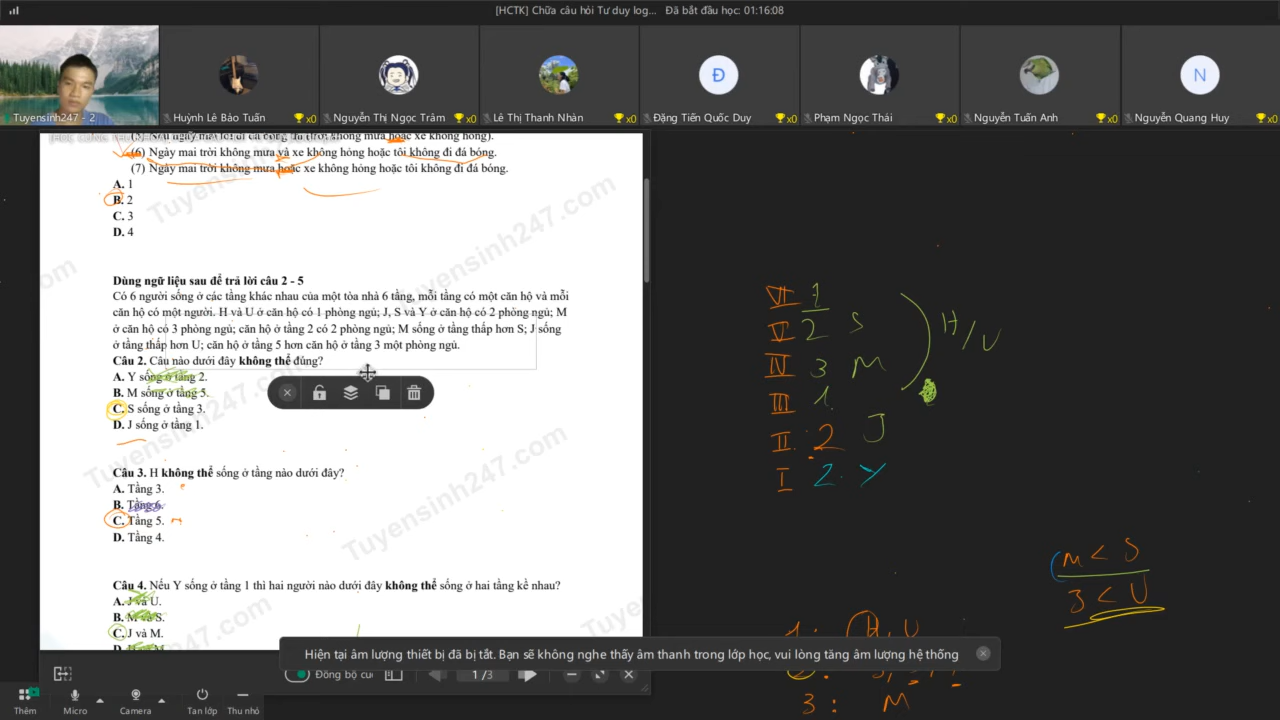 [HCTK] Chữa câu hỏi Tư duy log... Đã bắt đầu học: 01:16:08
Tuyensinh247 - 2
Huỳnh Lê Bảo Tuấn x0
Nguyễn Thị Ngọc Trâm x0
Lê Thị Thanh Nhàn x0
Đ
Đặng Tiến Quốc Duy x0
Phạm Ngọc Thái x0
Nguyễn Tuấn Anh x0
N
Nguyễn Quang Huy x0
(6) Ngày mai trời không mưa và xe không hỏng hoặc tôi không đi đá bóng.
(7) Ngày mai trời không mưa hoặc xe không hỏng hoặc tôi không đi đá bóng.
A. 1
B. 2
C. 3
D. 4
Dùng ngữ liệu sau để trả lời câu 2 - 5
Có 6 người sống ở các tầng khác nhau của một tòa nhà 6 tầng, mỗi tầng có một căn hộ và mỗi
căn hộ có một người. H và U ở căn hộ có 1 phòng ngủ; J, S và Y ở căn hộ có 2 phòng ngủ; M
ở căn hộ có 3 phòng ngủ; căn hộ ở tầng 2 có 2 phòng ngủ; M sống ở tầng thấp hơn S; J sống
ở tầng thấp hơn U; căn hộ ở tầng 5 hơn căn hộ ở tầng 3 một phòng ngủ.
Câu 2. Câu nào dưới đây không thể đúng?
A. Y sống ở tầng 2.
B. M sống ở tầng 5.
C. S sống ở tầng 3.
D. J sống ở tầng 1.
Câu 3. H không thể sống ở tầng nào dưới đây?
A. Tầng 3.
B. Tầng 6.
C. Tầng 5.
D. Tầng 4.
Câu 4. Nếu Y sống ở tầng 1 thì hai người nào dưới đây không thể sống ở hai tầng kề nhau?
A. J và U.
B. M và S.
C. J và M.
Tuyensinh247.com
VI 1
V 2 S
IV 3 M
III 1
II 2 J
I 2 Y
H/U
M < S
3 < U
1: H, U
3: M
Hiện tại âm lượng thiết bị đã bị tắt. Bạn sẽ không nghe thấy âm thanh trong lớp học, vui lòng tăng âm lượng hệ thống
Đồng bộ cu
1/3
Thêm
Micro
Camera
Tan lớp
Thu nhỏ